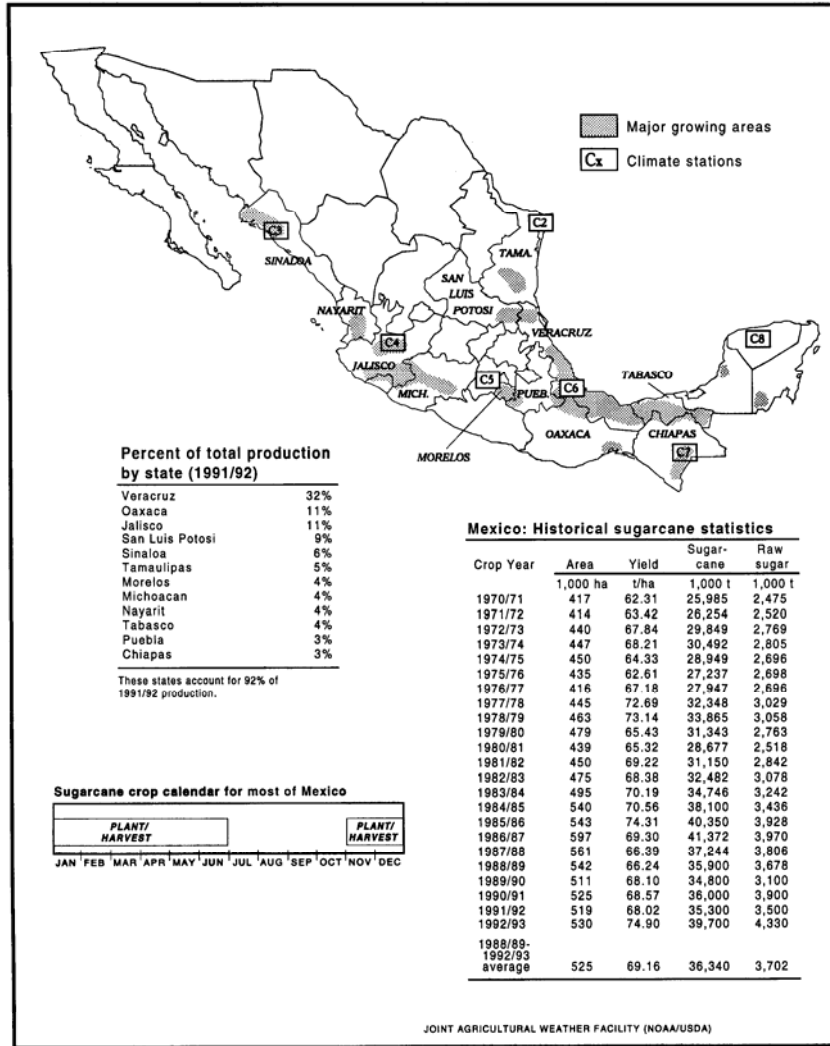 Major growing areas
Cx Climate stations
C2
C3
TAMA.
SINALOA
SAN
LUIS
POTOSI
NAYARIT
VERACRUZ
C8
C4
JALISCO
TABASCO
C5
C6
MICH.
PUEB.
OAXACA
CHIAPAS
C7
MORELOS
Percent of total production
by state (1991/92)
Veracruz 32%
Oaxaca 11%
Jalisco 11%
San Luis Potosi 9%
Sinaloa 6%
Tamaulipas 5%
Morelos 4%
Michoacan 4%
Nayarit 4%
Tabasco 4%
Puebla 3%
Chiapas 3%
These states account for 92% of
1991/92 production.
Sugarcane crop calendar for most of Mexico
PLANT/ PLANT/
HARVEST HARVEST
JAN FEB MAR APR MAY JUN JUL AUG SEP OCT NOV DEC
Mexico: Historical sugarcane statistics
Sugar- Raw
Crop Year Area Yield cane sugar
1,000 ha t/ha 1,000 t 1,000 t
1970/71 417 62.31 25,985 2,475
1971/72 414 63.42 26,254 2,520
1972/73 440 67.84 29,849 2,769
1973/74 447 68.21 30,492 2,805
1974/75 450 64.33 28,949 2,696
1975/76 435 62.61 27,237 2,698
1976/77 416 67.18 27,947 2,696
1977/78 445 72.69 32,348 3,029
1978/79 463 73.14 33,865 3,058
1979/80 479 65.43 31,343 2,763
1980/81 439 65.32 28,677 2,518
1981/82 450 69.22 31,150 2,842
1982/83 475 68.38 32,482 3,078
1983/84 495 70.19 34,746 3,242
1984/85 540 70.56 38,100 3,436
1985/86 543 74.31 40,350 3,928
1986/87 597 69.30 41,372 3,970
1987/88 561 66.39 37,244 3,806
1988/89 542 66.24 35,900 3,678
1989/90 511 68.10 34,800 3,100
1990/91 525 68.57 36,000 3,900
1991/92 519 68.02 35,300 3,500
1992/93 530 74.90 39,700 4,330
1988/89-
1992/93
average 525 69.16 36,340 3,702
JOINT AGRICULTURAL WEATHER FACILITY (NOAA/USDA)